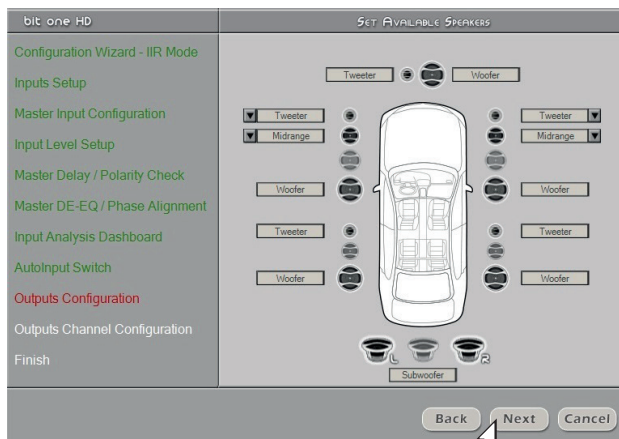 bit one HD
Set Available Speakers
Configuration Wizard - IIR Mode
Inputs Setup
Master Input Configuration
Input Level Setup
Master Delay / Polarity Check
Master DE-EQ / Phase Alignment
Input Analysis Dashboard
AutoInput Switch
Outputs Configuration
Outputs Channel Configuration
Finish
Tweeter Woofer
Tweeter Tweeter
Midrange Midrange
Woofer Woofer
Tweeter Tweeter
Woofer Woofer
L R
Subwoofer
Back Next Cancel